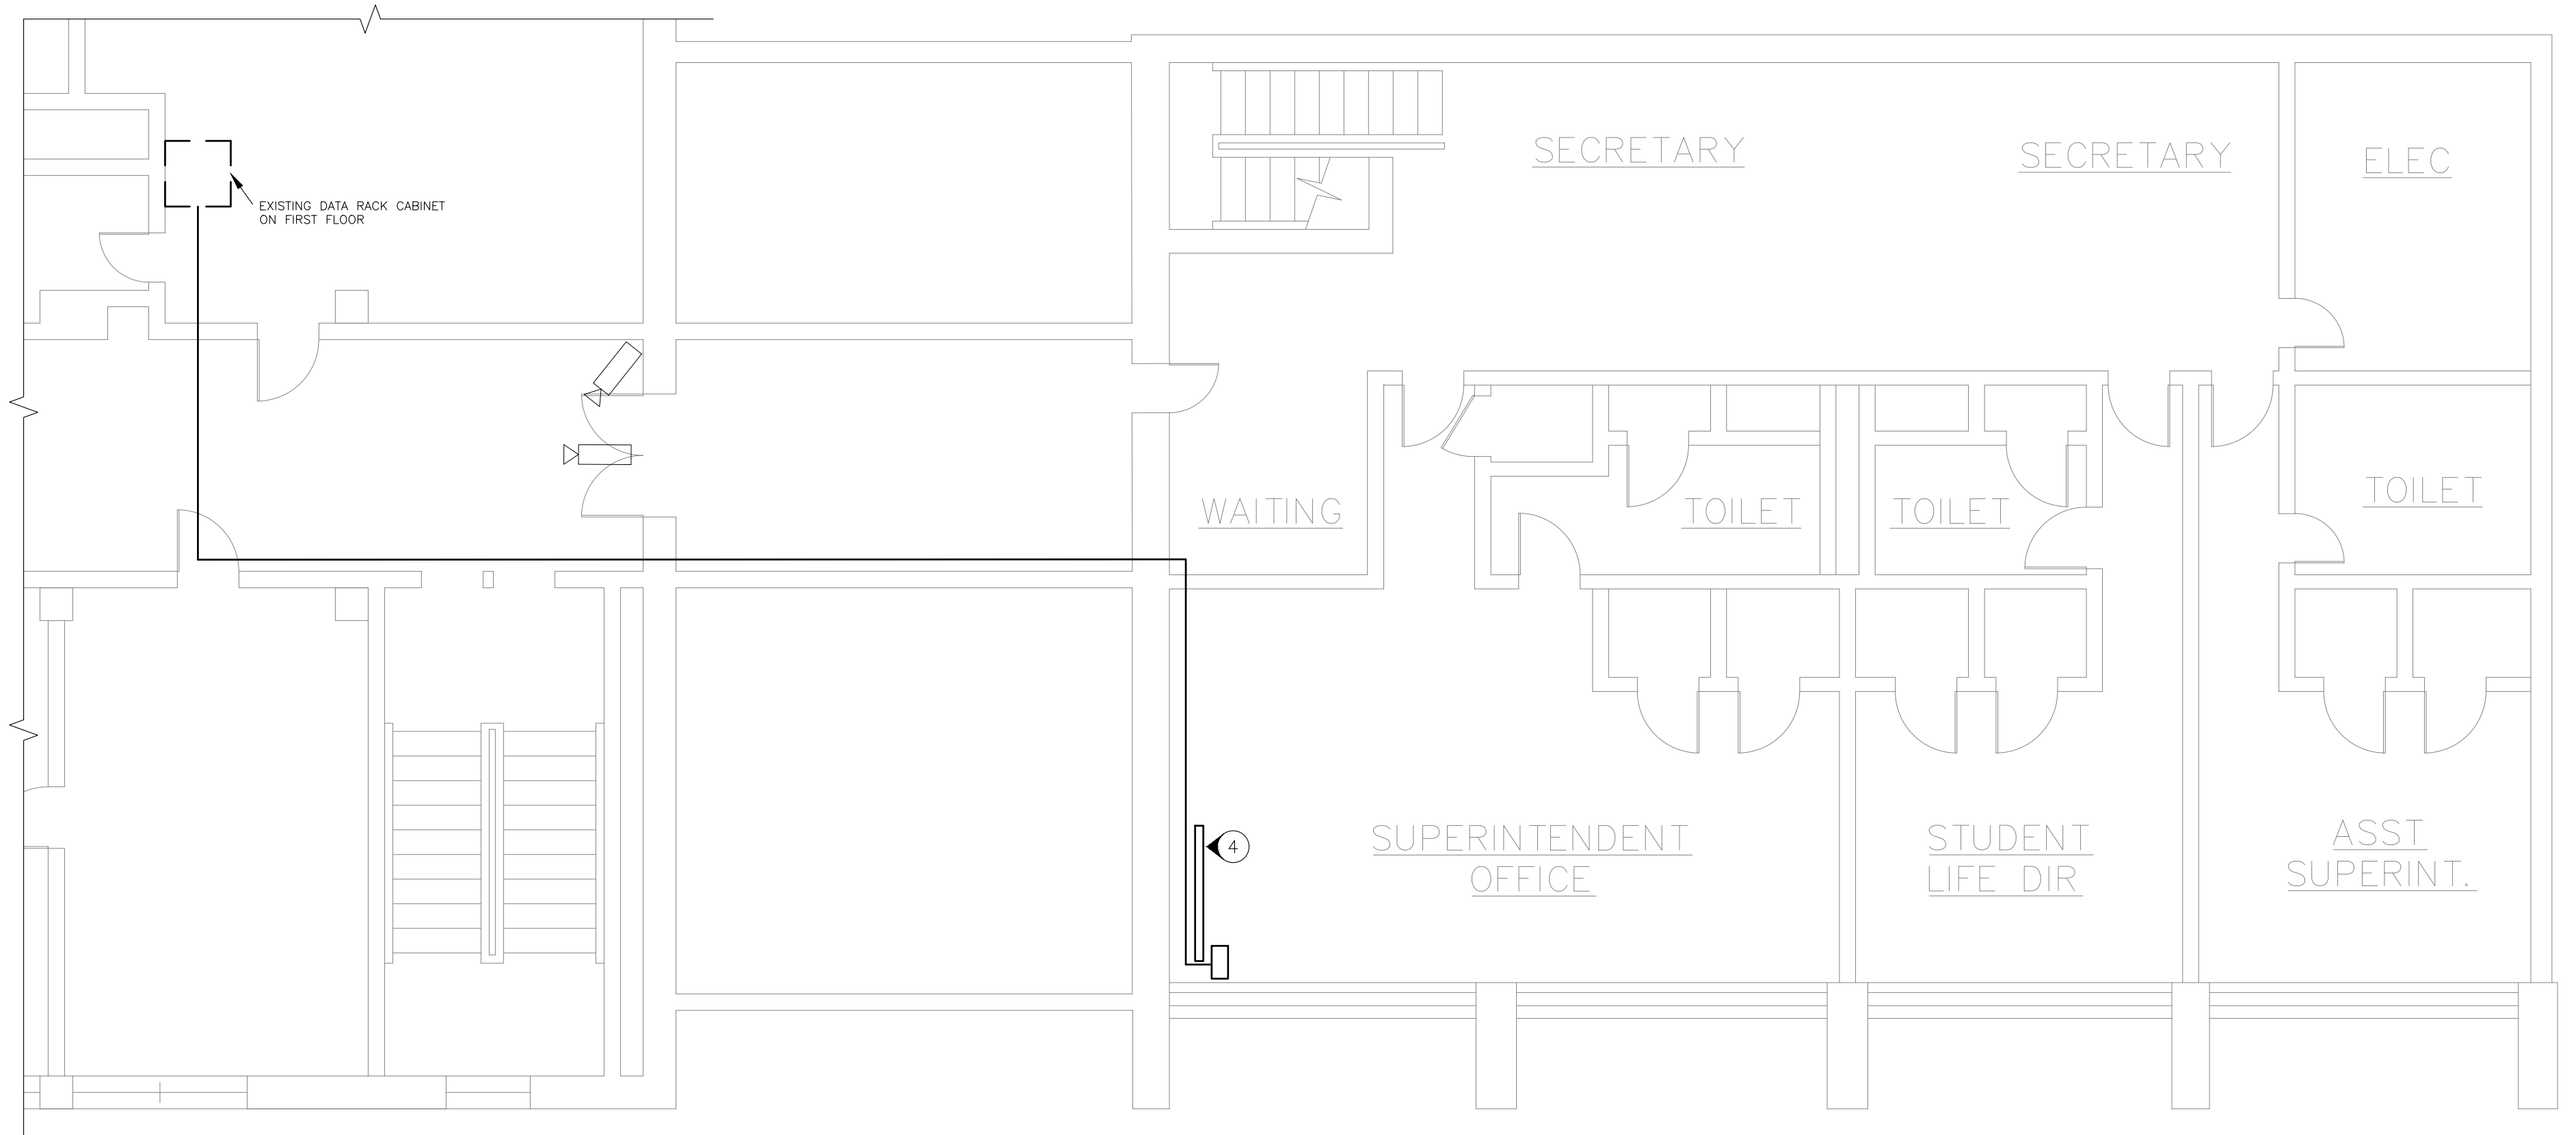 SECRETARY
SECRETARY
ELEC
EXISTING DATA RACK CABINET
ON FIRST FLOOR
WAITING
TOILET
TOILET
TOILET
4
SUPERINTENDENT
OFFICE
STUDENT
LIFE DIR
ASST
SUPERINT.